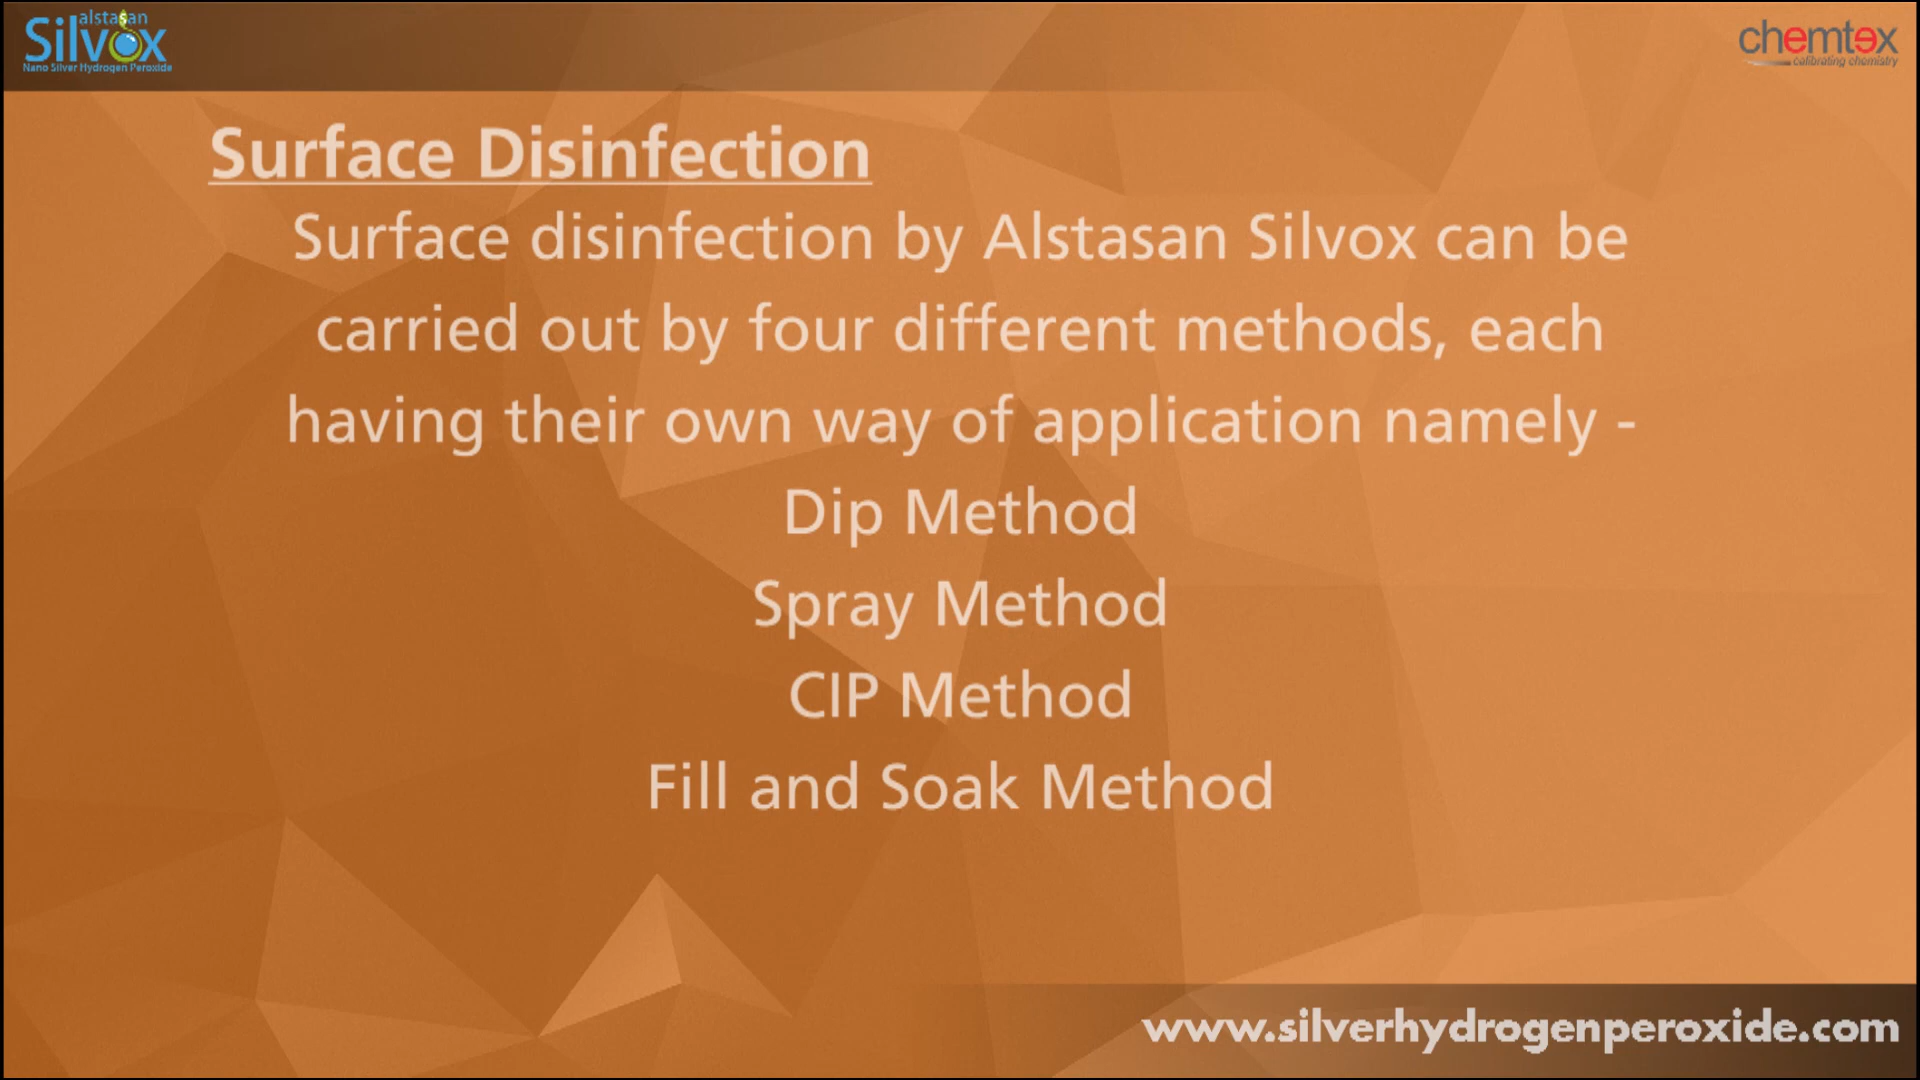 alstasan
Silvox
Nano Silver Hydrogen Peroxide
chemtex
calibrating chemistry
Surface Disinfection
Surface disinfection by Alstasan Silvox can be
carried out by four different methods, each
having their own way of application namely -
Dip Method
Spray Method
CIP Method
Fill and Soak Method
www.silverhydrogenperoxide.com